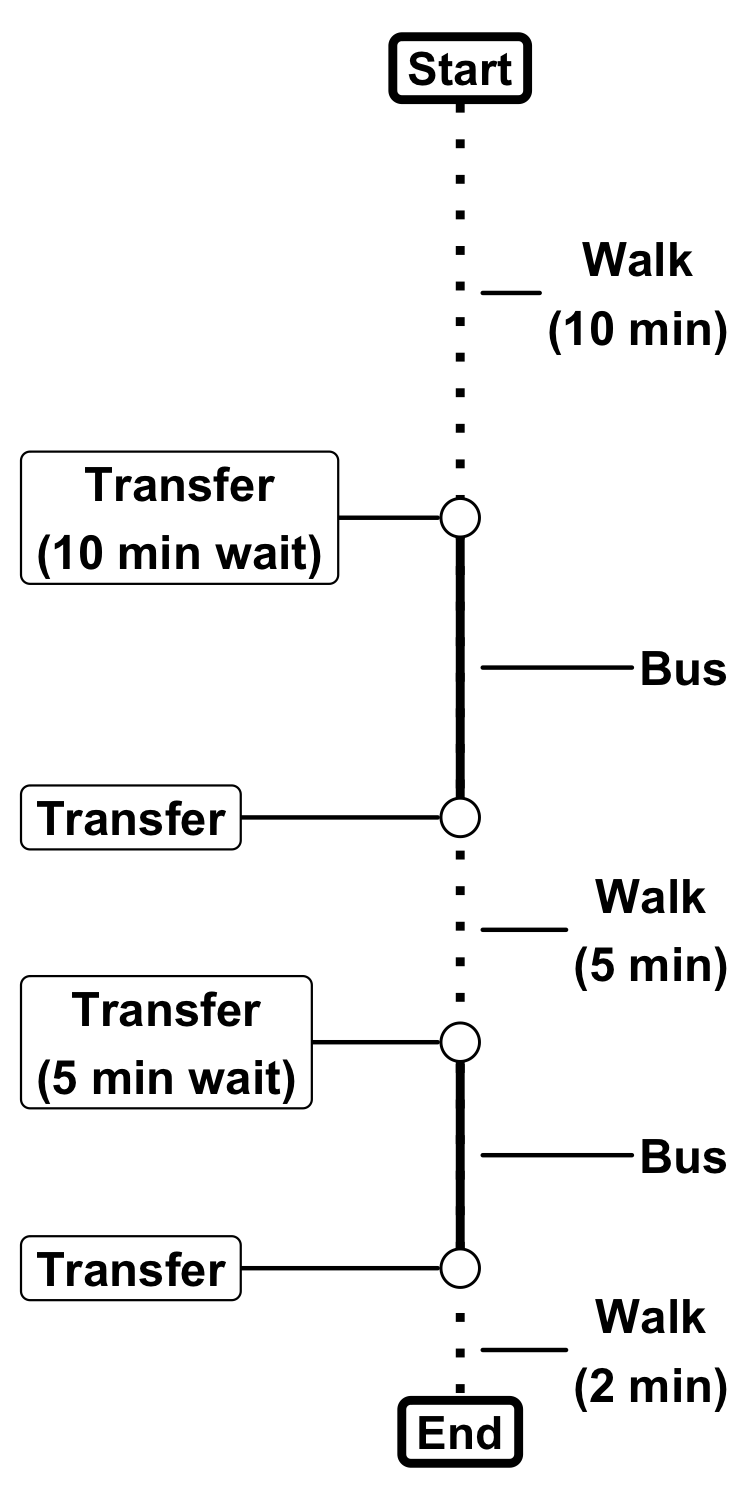 Start
Walk
(10 min)
Transfer
(10 min wait)
Bus
Transfer
Walk
(5 min)
Transfer
(5 min wait)
Bus
Transfer
Walk
(2 min)
End